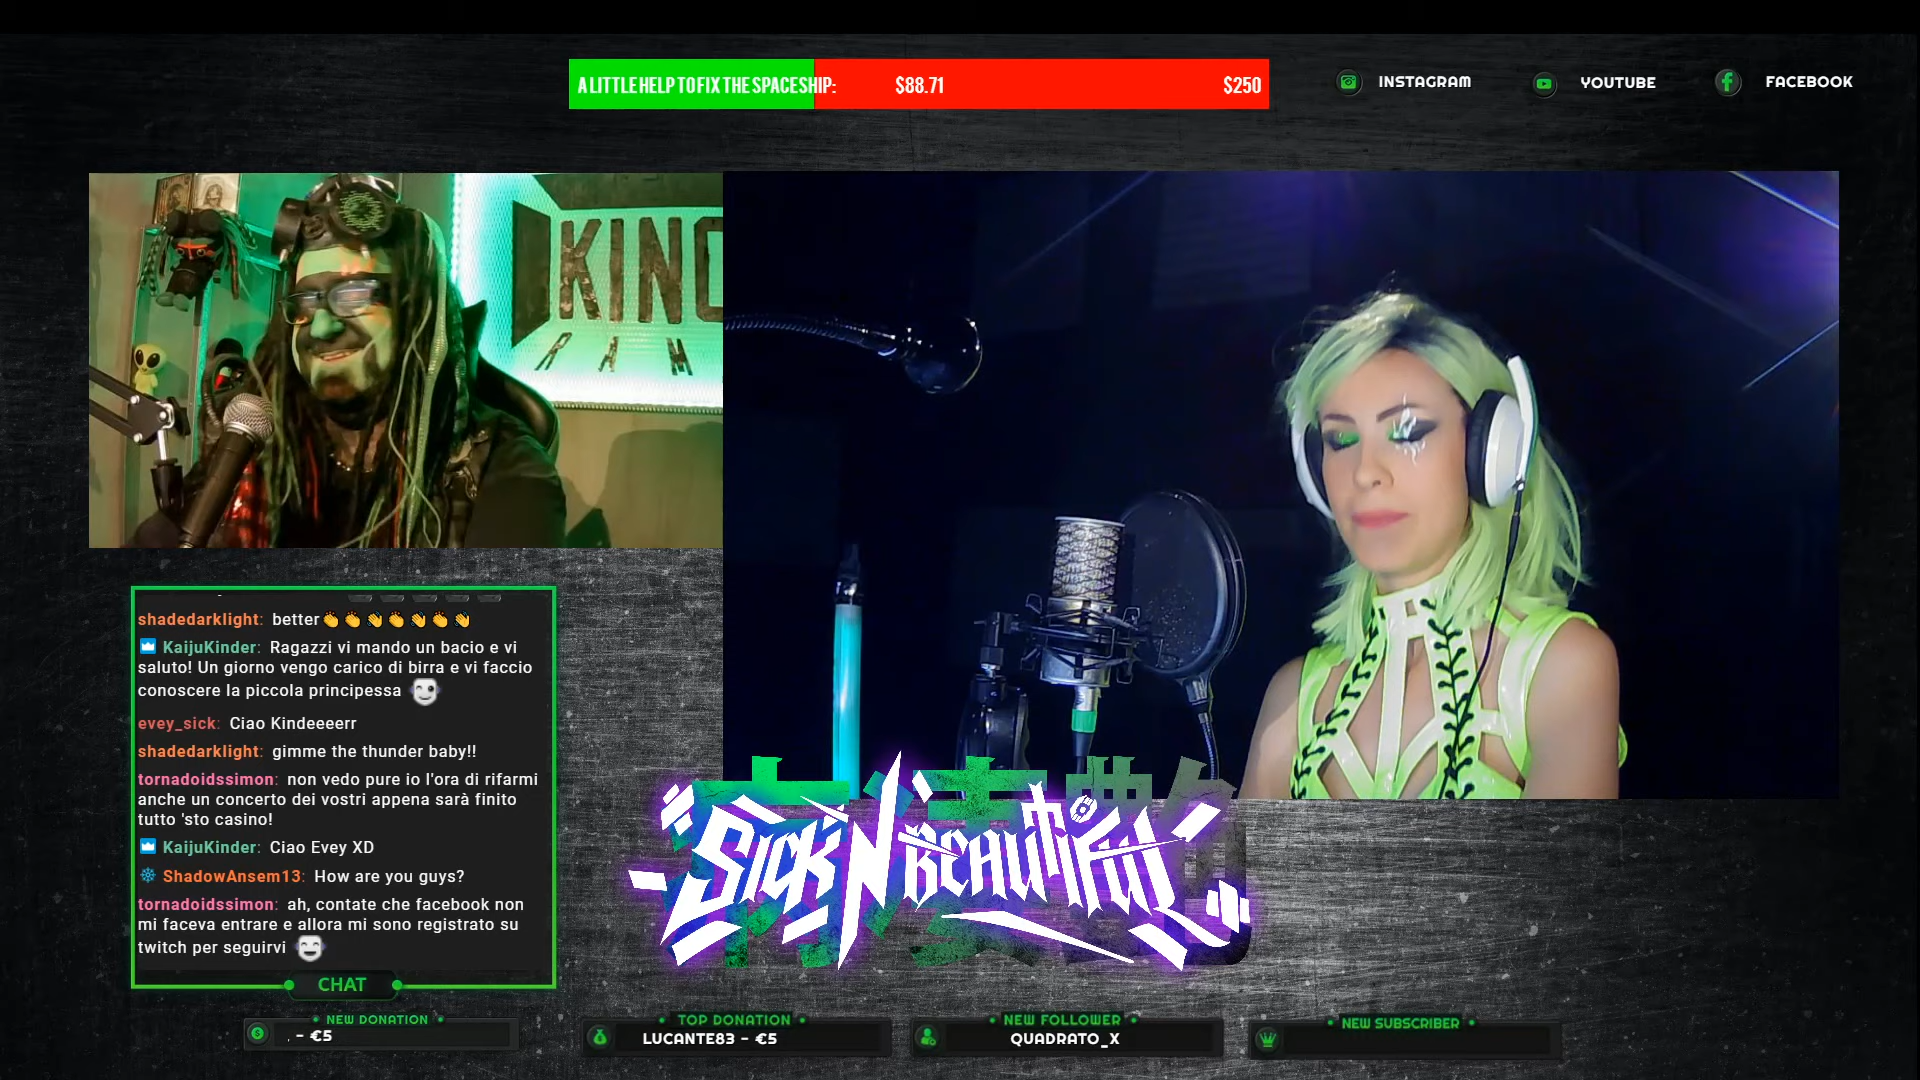 A LITTLE HELP TO FIX THE SPACESHIP: $88.71 $250
INSTAGRAM
YOUTUBE
FACEBOOK
KING
RAM
shadedarklight: better👏👏👏👏👏👏👏
KaijuKinder: Ragazzi vi mando un bacio e vi
saluto! Un giorno vengo carico di birra e vi faccio
conoscere la piccola principessa
evey_sick: Ciao Kindeeeerr
shadedarklight: gimme the thunder baby!!
tornadoidssimon: non vedo pure io l'ora di rifarmi
anche un concerto dei vostri appena sarà finito
tutto 'sto casino!
KaijuKinder: Ciao Evey XD
ShadowAnsem13: How are you guys?
tornadoidssimon: ah, contate che facebook non
mi faceva entrare e allora mi sono registrato su
twitch per seguirvi
CHAT
SICK N BEAUTIFUL
NEW DONATION
. - €5
TOP DONATION
LUCANTE83 - €5
NEW FOLLOWER
QUADRATO_X
NEW SUBSCRIBER